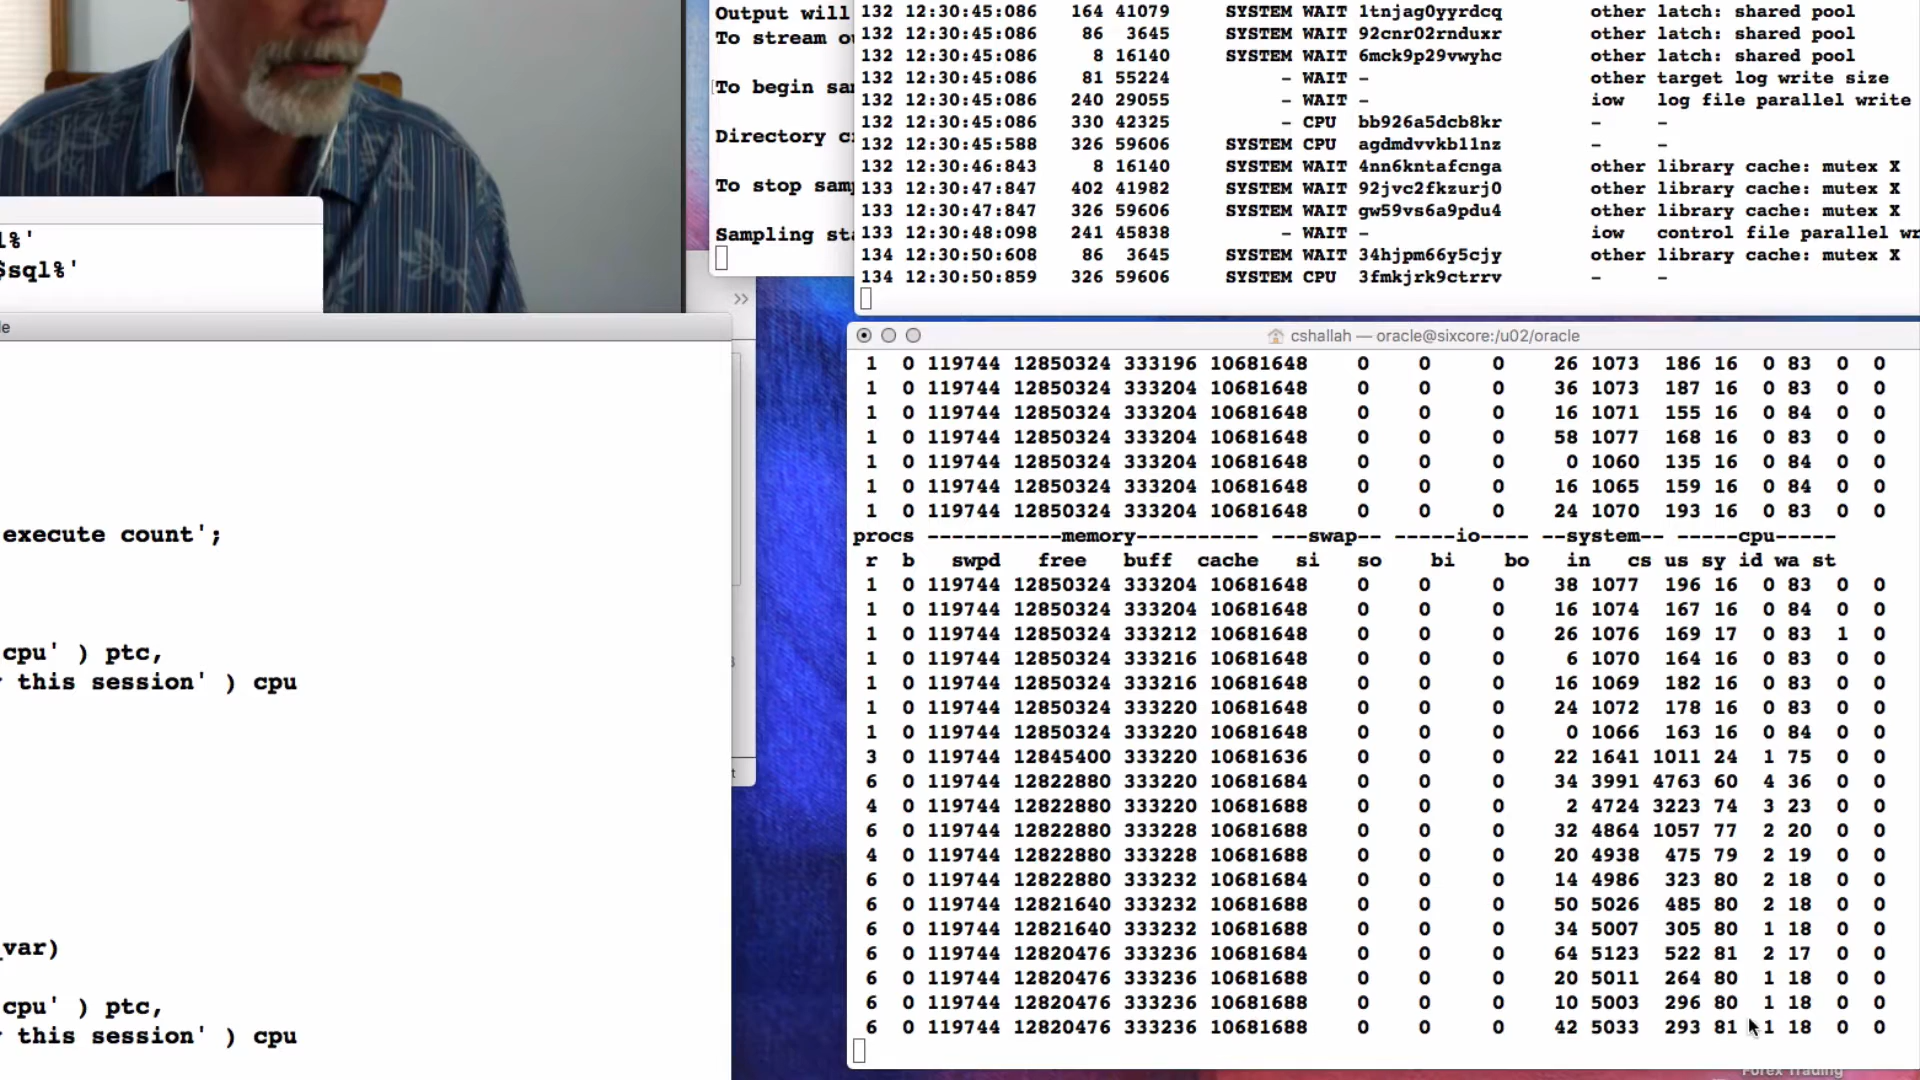 Output will
To stream o
To begin sa
Directory c
To stop samp
Sampling sta
132 12:30:45:086 164 41079 SYSTEM WAIT 1tnjag0yyrdcq other latch: shared pool
132 12:30:45:086 86 3645 SYSTEM WAIT 92cnr02rnduxr other latch: shared pool
132 12:30:45:086 8 16140 SYSTEM WAIT 6mck9p29vwyhc other latch: shared pool
132 12:30:45:086 81 55224 - WAIT - other target log write size
132 12:30:45:086 240 29055 - WAIT - iow log file parallel write
132 12:30:45:086 330 42325 - CPU bb926a5dcb8kr - -
132 12:30:45:588 326 59606 SYSTEM CPU agdmdvvkb11nz - -
132 12:30:46:843 8 16140 SYSTEM WAIT 4nn6kntafcnga other library cache: mutex X
133 12:30:47:847 402 41982 SYSTEM WAIT 92jvc2fkzurj0 other library cache: mutex X
133 12:30:47:847 326 59606 SYSTEM WAIT gw59vs6a9pdu4 other library cache: mutex X
133 12:30:48:098 241 45838 - WAIT - iow control file parallel wr
134 12:30:50:608 86 3645 SYSTEM WAIT 34hjpm66y5cjy other library cache: mutex X
134 12:30:50:859 326 59606 SYSTEM CPU 3fmkjrk9ctrrv - -
l%'
$sql%'
le
execute count';
cpu' ) ptc,
r this session' ) cpu
_var)
cpu' ) ptc,
r this session' ) cpu
cshallah — oracle@sixcore:/u02/oracle
1 0 119744 12850324 333196 10681648 0 0 0 26 1073 186 16 0 83 0 0
1 0 119744 12850324 333204 10681648 0 0 0 36 1073 187 16 0 83 0 0
1 0 119744 12850324 333204 10681648 0 0 0 16 1071 155 16 0 84 0 0
1 0 119744 12850324 333204 10681648 0 0 0 58 1077 168 16 0 83 0 0
1 0 119744 12850324 333204 10681648 0 0 0 0 1060 135 16 0 84 0 0
1 0 119744 12850324 333204 10681648 0 0 0 16 1065 159 16 0 84 0 0
1 0 119744 12850324 333204 10681648 0 0 0 24 1070 193 16 0 83 0 0
procs -----------memory---------- ---swap-- -----io---- --system-- -----cpu-----
r b swpd free buff cache si so bi bo in cs us sy id wa st
1 0 119744 12850324 333204 10681648 0 0 0 38 1077 196 16 0 83 0 0
1 0 119744 12850324 333204 10681648 0 0 0 16 1074 167 16 0 84 0 0
1 0 119744 12850324 333212 10681648 0 0 0 26 1076 169 17 0 83 1 0
1 0 119744 12850324 333216 10681648 0 0 0 6 1070 164 16 0 83 0 0
1 0 119744 12850324 333216 10681648 0 0 0 16 1069 182 16 0 83 0 0
1 0 119744 12850324 333220 10681648 0 0 0 24 1072 178 16 0 83 0 0
1 0 119744 12850324 333220 10681648 0 0 0 0 1066 163 16 0 84 0 0
3 0 119744 12845400 333220 10681636 0 0 0 22 1641 1011 24 1 75 0 0
6 0 119744 12822880 333220 10681684 0 0 0 34 3991 4763 60 4 36 0 0
4 0 119744 12822880 333220 10681688 0 0 0 2 4724 3223 74 3 23 0 0
6 0 119744 12822880 333228 10681688 0 0 0 32 4864 1057 77 2 20 0 0
4 0 119744 12822880 333228 10681688 0 0 0 20 4938 475 79 2 19 0 0
6 0 119744 12822880 333232 10681684 0 0 0 14 4986 323 80 2 18 0 0
6 0 119744 12821640 333232 10681688 0 0 0 50 5026 485 80 2 18 0 0
6 0 119744 12821640 333232 10681688 0 0 0 34 5007 305 80 1 18 0 0
6 0 119744 12820476 333236 10681684 0 0 0 64 5123 522 81 2 17 0 0
6 0 119744 12820476 333236 10681688 0 0 0 20 5011 264 80 1 18 0 0
6 0 119744 12820476 333236 10681688 0 0 0 10 5003 296 80 1 18 0 0
6 0 119744 12820476 333236 10681688 0 0 0 42 5033 293 81 1 18 0 0
Forex Trading